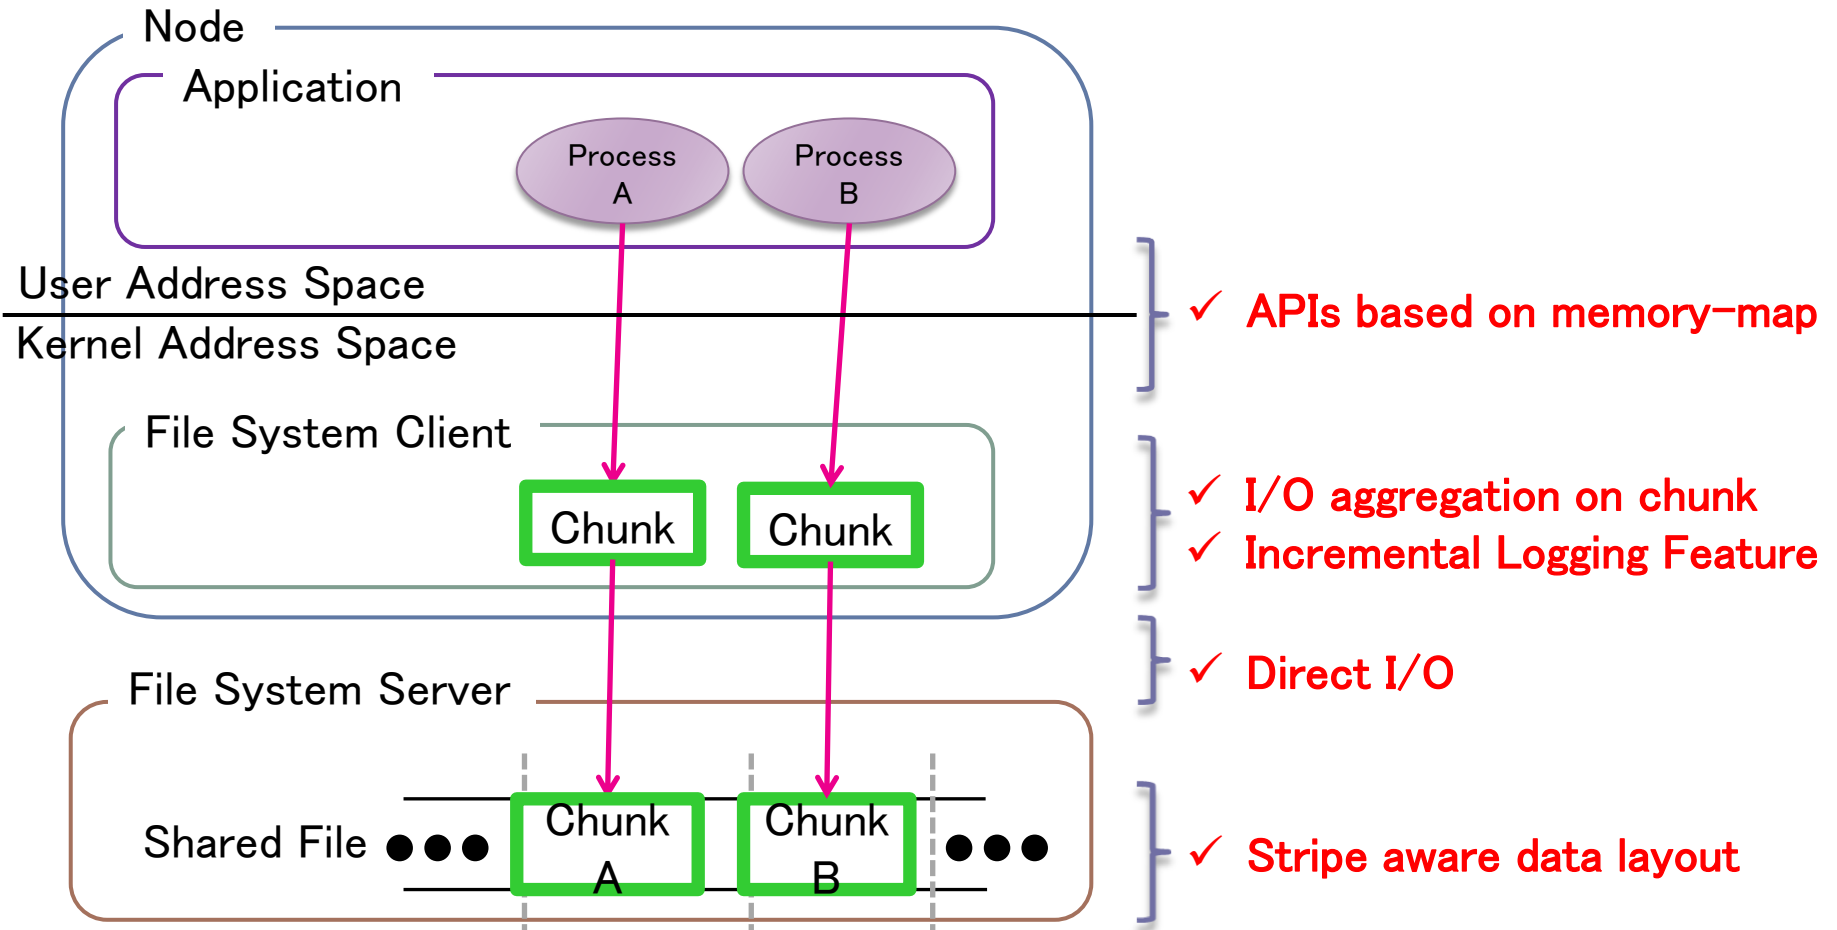 Node
Application
Process
A
Process
B
User Address Space
Kernel Address Space
✓ APIs based on memory-map
File System Client
Chunk
Chunk
✓ I/O aggregation on chunk
✓ Incremental Logging Feature
✓ Direct I/O
File System Server
Shared File ●●● Chunk
A
Chunk
B
●●●
✓ Stripe aware data layout